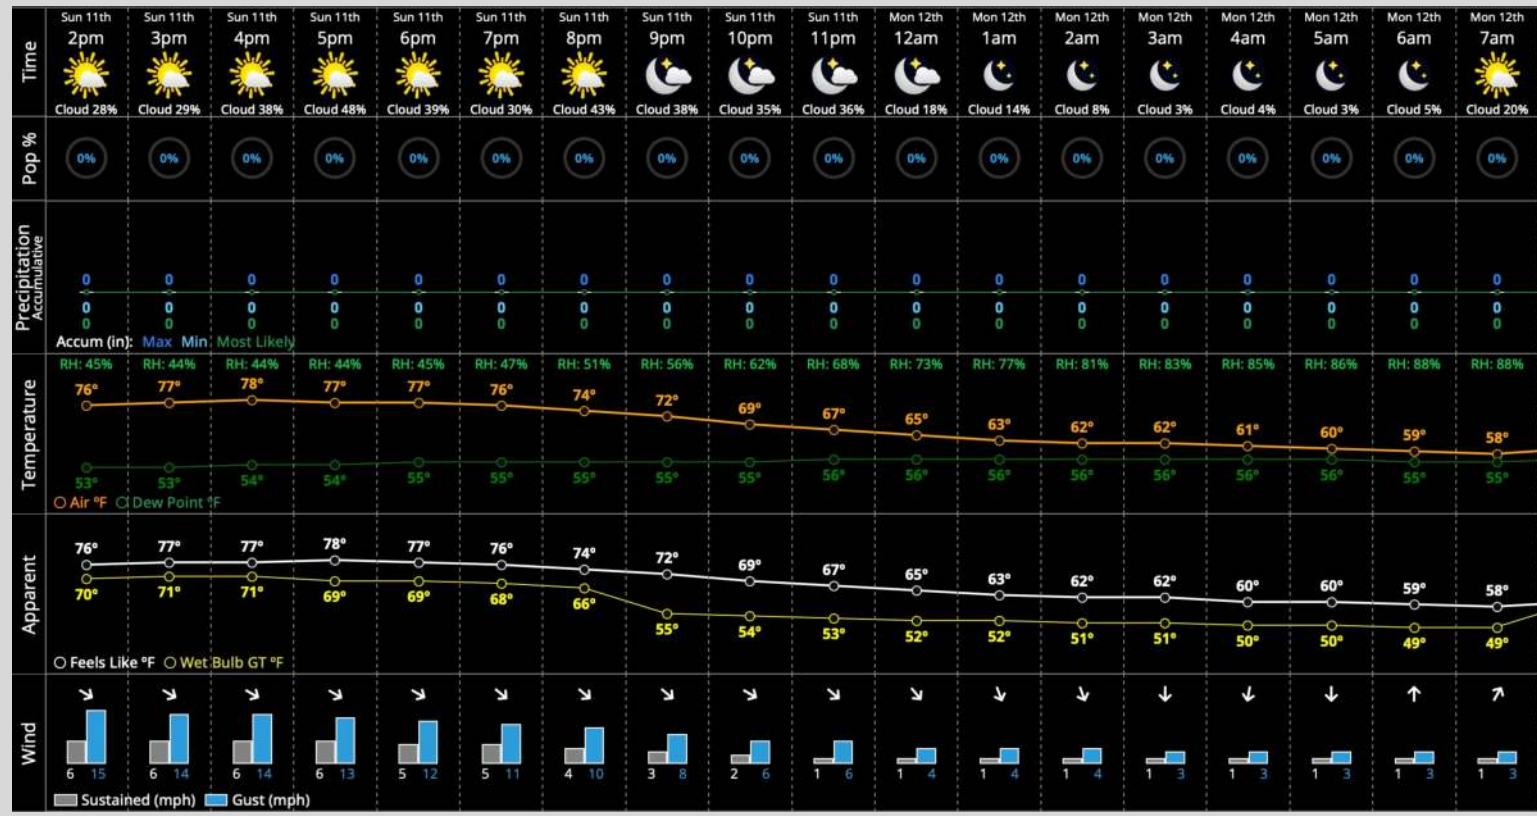 Time
Sun 11th Sun 11th Sun 11th Sun 11th Sun 11th Sun 11th Sun 11th Sun 11th Sun 11th Sun 11th Mon 12th Mon 12th Mon 12th Mon 12th Mon 12th Mon 12th Mon 12th Mon 12th
2pm 3pm 4pm 5pm 6pm 7pm 8pm 9pm 10pm 11pm 12am 1am 2am 3am 4am 5am 6am 7am
Cloud 28% Cloud 29% Cloud 38% Cloud 48% Cloud 39% Cloud 30% Cloud 43% Cloud 38% Cloud 35% Cloud 36% Cloud 18% Cloud 14% Cloud 8% Cloud 3% Cloud 4% Cloud 3% Cloud 5% Cloud 20%
Pop %
0% 0% 0% 0% 0% 0% 0% 0% 0% 0% 0% 0% 0% 0% 0% 0% 0% 0%
Precipitation
Accumulative
0 0 0 0 0 0 0 0 0 0 0 0 0 0 0 0 0 0
0 0 0 0 0 0 0 0 0 0 0 0 0 0 0 0 0 0
0 0 0 0 0 0 0 0 0 0 0 0 0 0 0 0 0 0
Accum (in): Max Min Most Likely
Temperature
RH: 45% RH: 44% RH: 44% RH: 44% RH: 45% RH: 47% RH: 51% RH: 56% RH: 62% RH: 68% RH: 73% RH: 77% RH: 81% RH: 83% RH: 85% RH: 86% RH: 88% RH: 88%
76° 77° 78° 77° 77° 76° 74° 72° 69° 67° 65° 63° 62° 62° 61° 60° 59° 58°
53° 53° 54° 54° 55° 55° 55° 55° 55° 56° 56° 56° 56° 56° 56° 56° 55° 55°
Air °F Dew Point °F
Apparent
76° 77° 77° 78° 77° 76° 74° 72° 69° 67° 65° 63° 62° 62° 60° 60° 59° 58°
70° 71° 71° 69° 69° 68° 66° 55° 54° 53° 52° 52° 51° 51° 50° 50° 49° 49°
Feels Like °F Wet Bulb GT °F
Wind
6 15 6 14 6 14 6 13 5 12 5 11 4 10 3 8 2 6 1 6 1 4 1 4 1 4 1 3 1 3 1 3 1 3 1 3
Sustained (mph) Gust (mph)